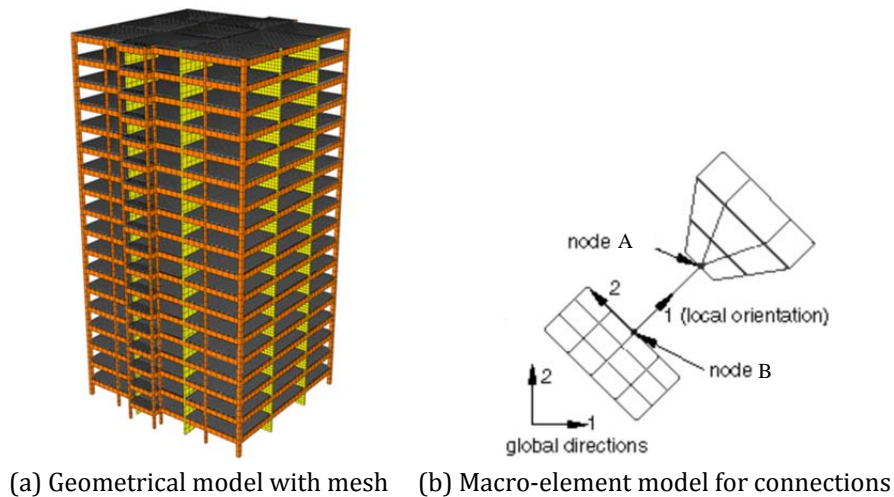 node A
2
1 (local orientation)
node B
2
1
global directions
(a) Geometrical model with mesh
(b) Macro-element model for connections